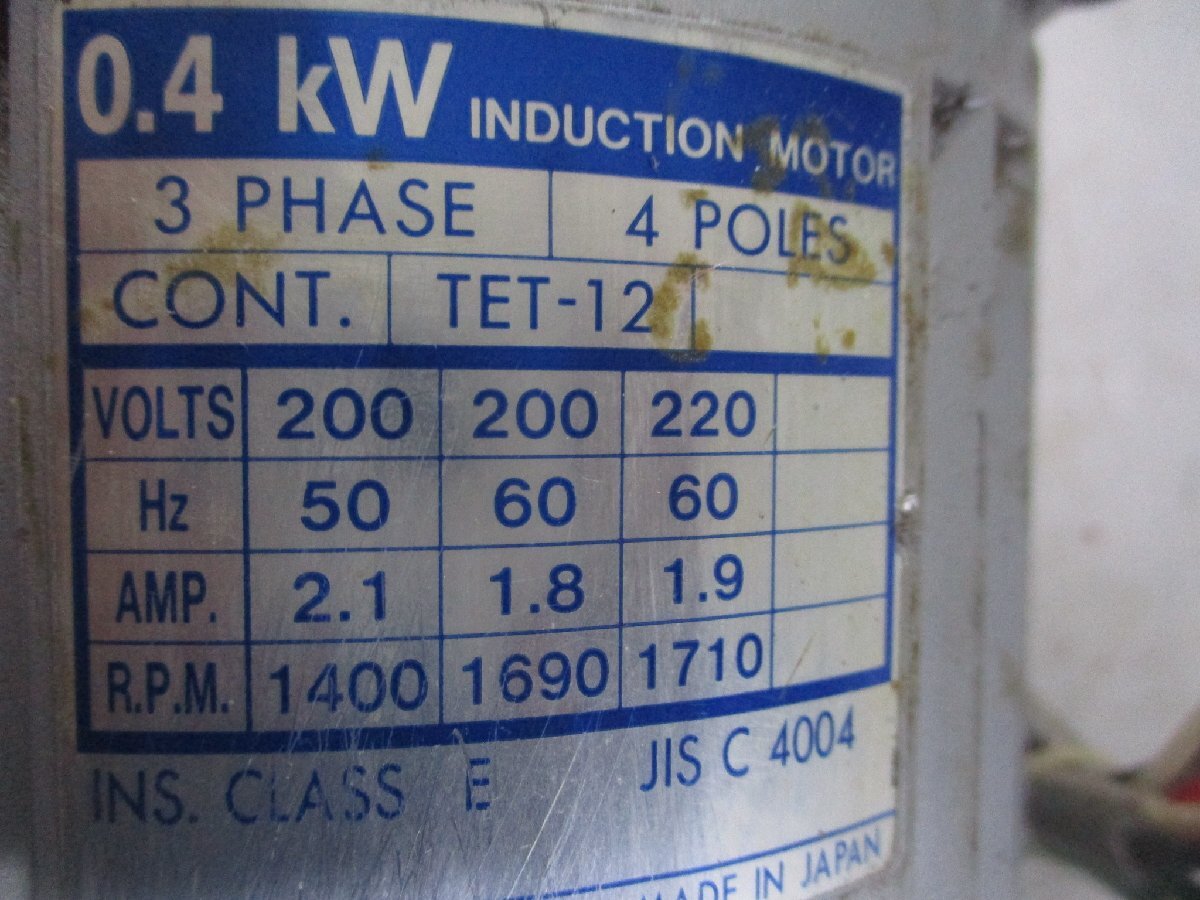 0.4 kW INDUCTION MOTOR
3 PHASE 4 POLES
CONT. TET-12
VOLTS 200 200 220
Hz 50 60 60
AMP. 2.1 1.8 1.9
R.P.M. 1400 1690 1710
INS. CLASS E JIS C 4004
MADE IN JAPAN